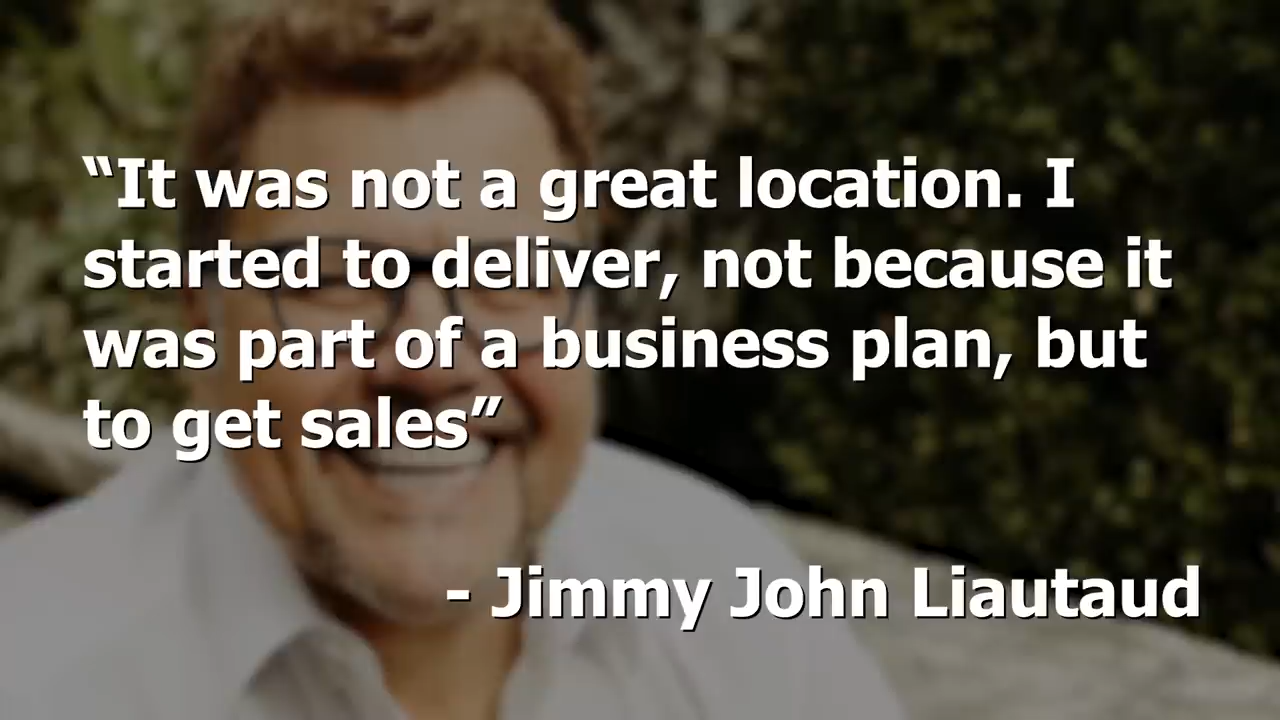 “It was not a great location. I
started to deliver, not because it
was part of a business plan, but
to get sales”
- Jimmy John Liautaud